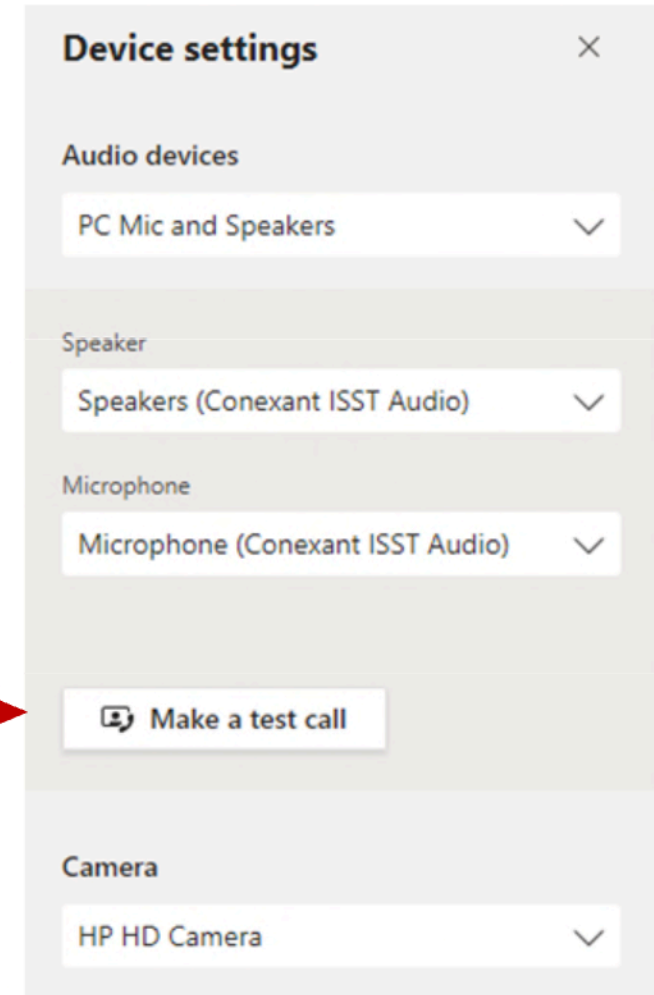 Device settings
Audio devices
PC Mic and Speakers
Speaker
Speakers (Conexant ISST Audio)
Microphone
Microphone (Conexant ISST Audio)
Make a test call
Camera
HP HD Camera